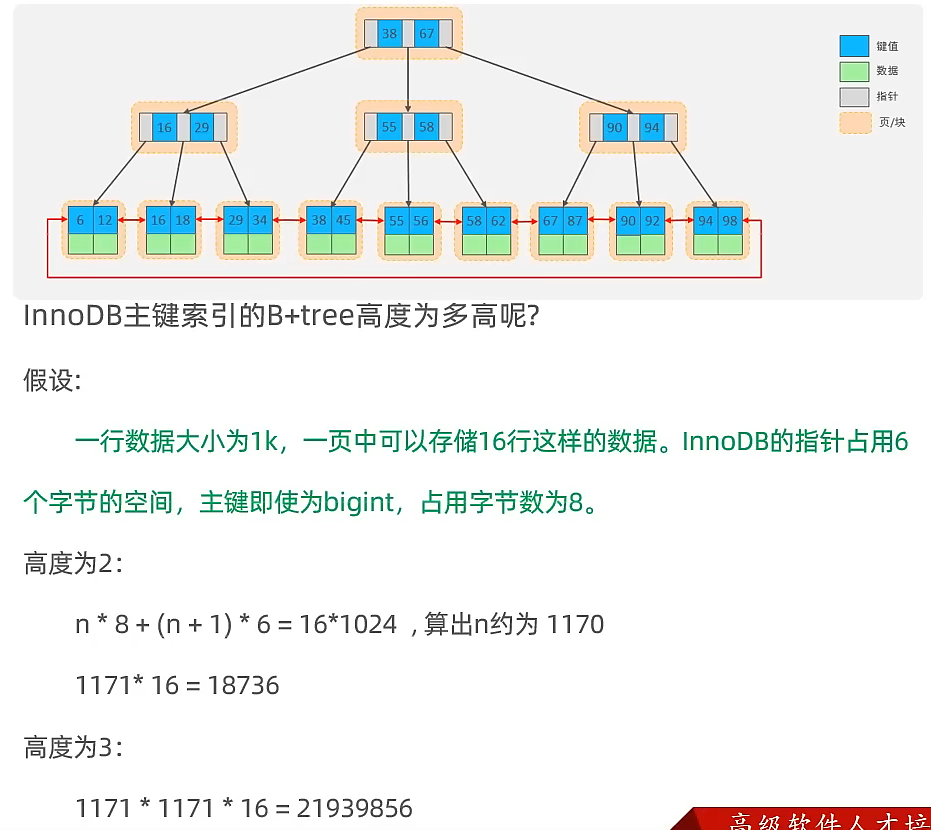 38 67
键值
数据
指针
页/块
16 29
55 58
90 94
6 12 16 18 29 34 38 45 55 56 58 62 67 87 90 92 94 98
InnoDB主键索引的B+tree高度为多高呢?
假设:
一行数据大小为1k，一页中可以存储16行这样的数据。InnoDB的指针占用6
个字节的空间，主键即使为bigint，占用字节数为8。
高度为2：
n * 8 + (n + 1) * 6 = 16*1024 , 算出n约为 1170
1171* 16 = 18736
高度为3：
1171 * 1171 * 16 = 21939856
高级软件人才培